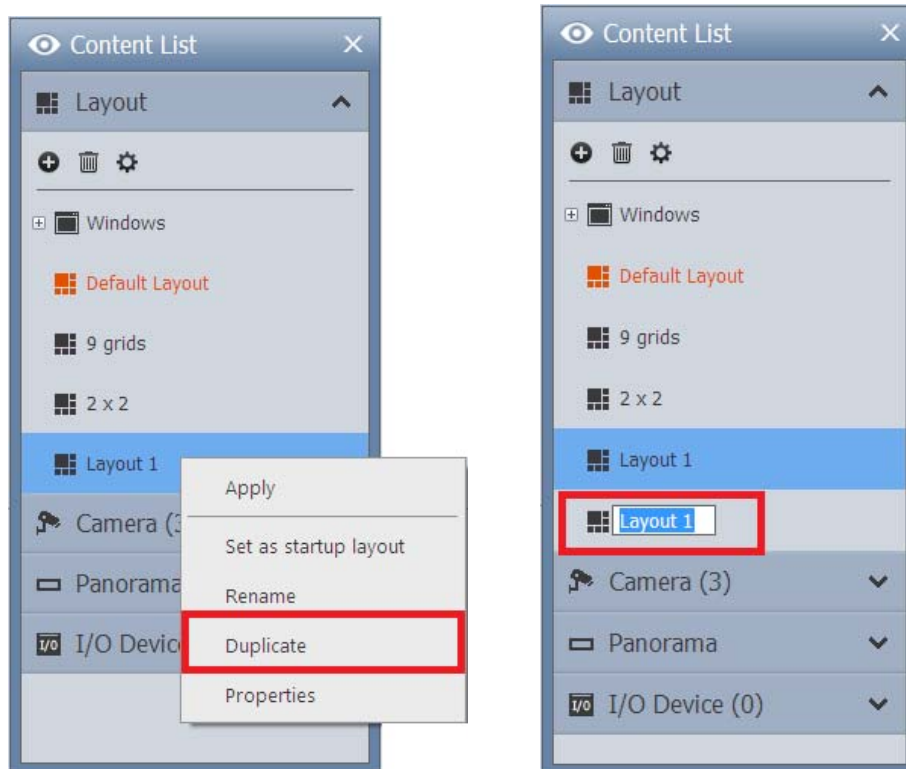 Content List
Layout
Windows
Default Layout
9 grids
2 x 2
Layout 1
Apply
Set as startup layout
Rename
Duplicate
Properties
Camera (3
Panorama
I/O I/O Devic
Content List
Layout
Windows
Default Layout
9 grids
2 x 2
Layout 1
Layout 1
Camera (3)
Panorama
I/O I/O Device (0)